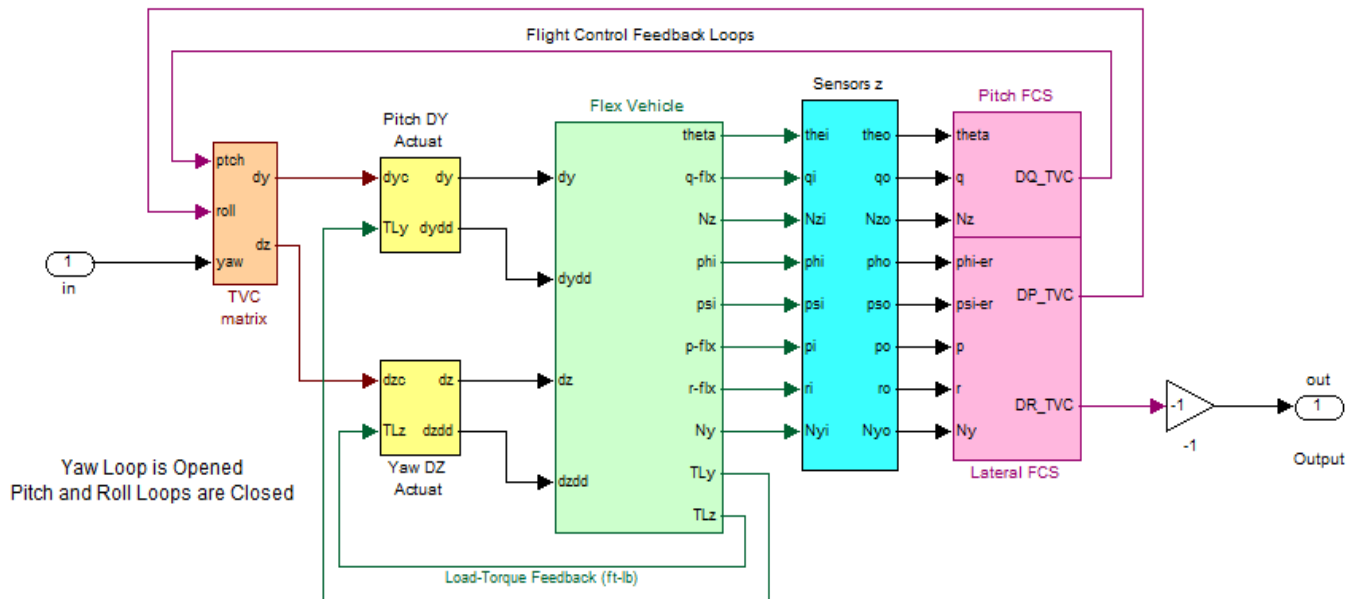 Flight Control Feedback Loops
Sensors z
Pitch FCS
Flex Vehicle
Pitch DY
Actuat
ptch
roll
yaw
dy
dz
TVC
matrix
1
in
dyc
TLy
dy
dydd
dzc
TLz
dz
dzdd
Yaw DZ
Actuat
dy
dydd
dz
dzdd
theta
q-flx
Nz
phi
psi
p-flx
r-flx
Ny
TLy
TLz
thei
qi
Nzi
phi
psi
pi
ri
Nyi
theo
qo
Nzo
pho
pso
po
ro
Nyo
theta
q
Nz
phi-er
psi-er
p
r
Ny
DQ_TVC
DP_TVC
DR_TVC
Lateral FCS
-1
-1
out
1
Output
Yaw Loop is Opened
Pitch and Roll Loops are Closed
Load-Torque Feedback (ft-lb)